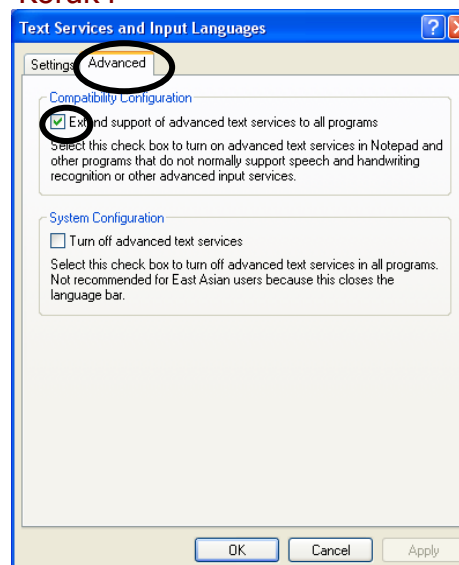 Text Services and Input Languages
Settings Advanced
Compatibility Configuration
Extend support of advanced text services to all programs
Select this check box to turn on advanced text services in Notepad and
other programs that do not normally support speech and handwriting
recognition or other advanced input services.
System Configuration
Turn off advanced text services
Select this check box to turn off advanced text services in all programs.
Not recommended for East Asian users because this closes the
language bar.
OK Cancel Apply